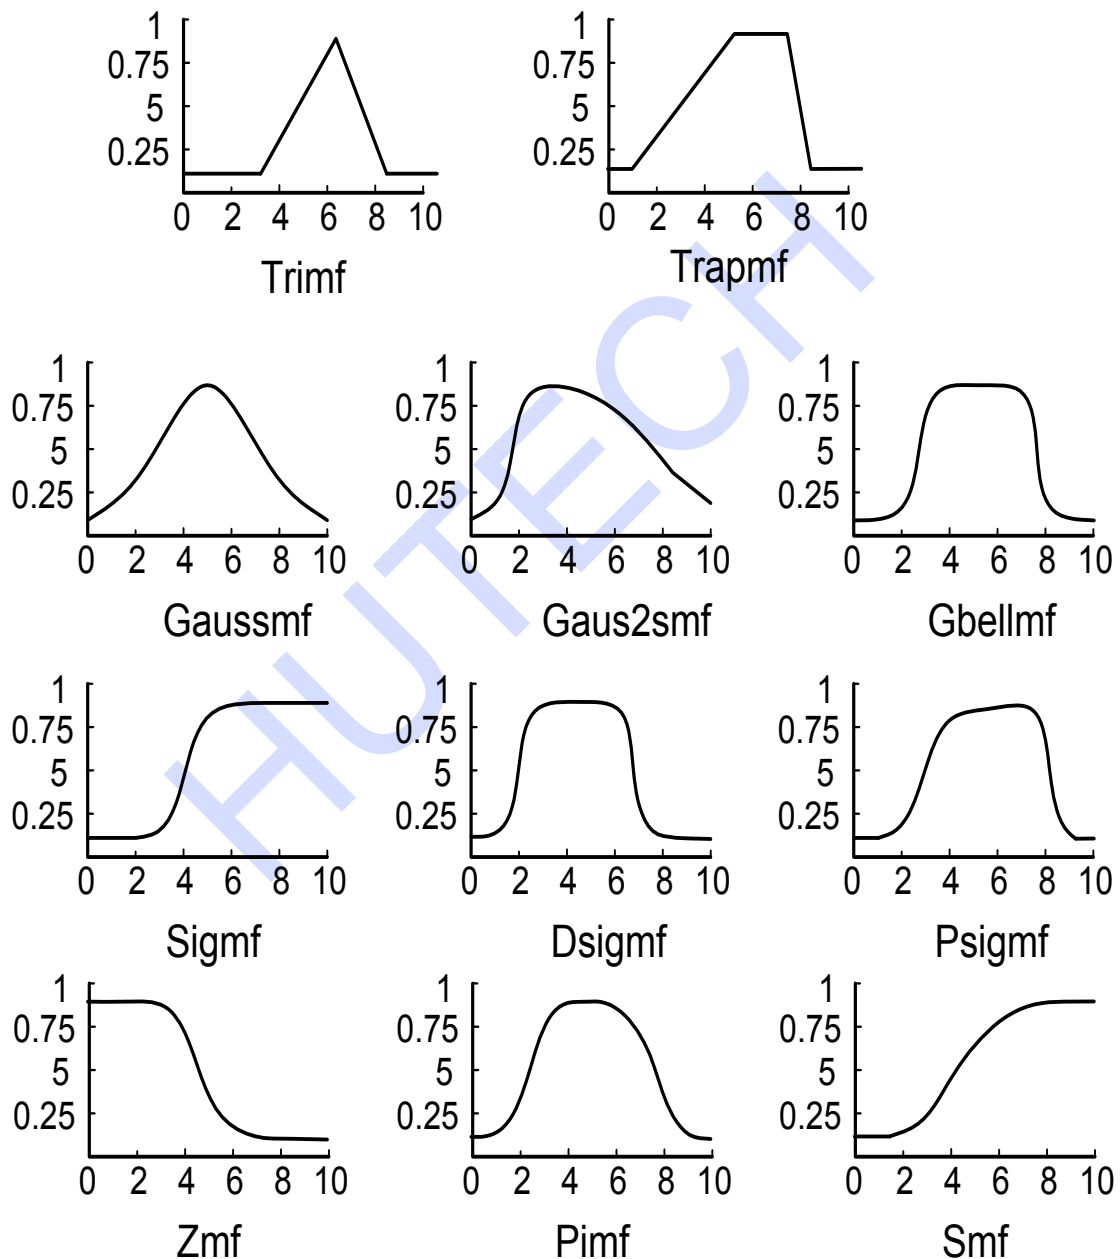 1 1
0.75 0.75
5 5
0.25 0.25
0 2 4 6 8 10 0 2 4 6 8 10
Trimf Trapmf
1 1 1
0.75 0.75 0.75
5 5 5
0.25 0.25 0.25
0 2 4 6 8 10 0 2 4 6 8 10 0 2 4 6 8 10
Gaussmf Gaus2smf Gbellmf
1 1 1
0.75 0.75 0.75
5 5 5
0.25 0.25 0.25
0 2 4 6 8 10 0 2 4 6 8 10 0 2 4 6 8 10
Sigmf Dsigmf Psigmf
1 1 1
0.75 0.75 0.75
5 5 5
0.25 0.25 0.25
0 2 4 6 8 10 0 2 4 6 8 10 0 2 4 6 8 10
Zmf Pimf Smf
HUTECH